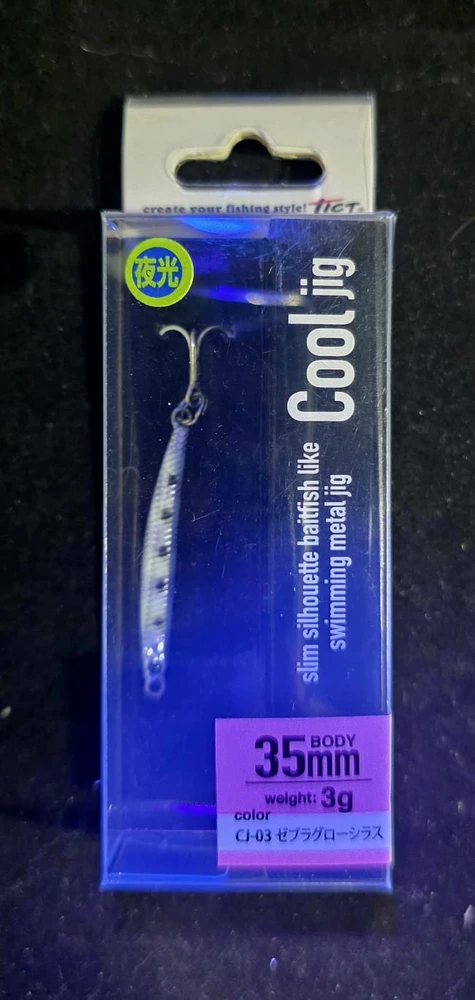 create your fishing style! TICT
夜光
Cool jig
slim silhouette baitfish like
swimming metal jig
35mm BODY
weight: 3g
color
CJ-03 ゼブラグローシラス